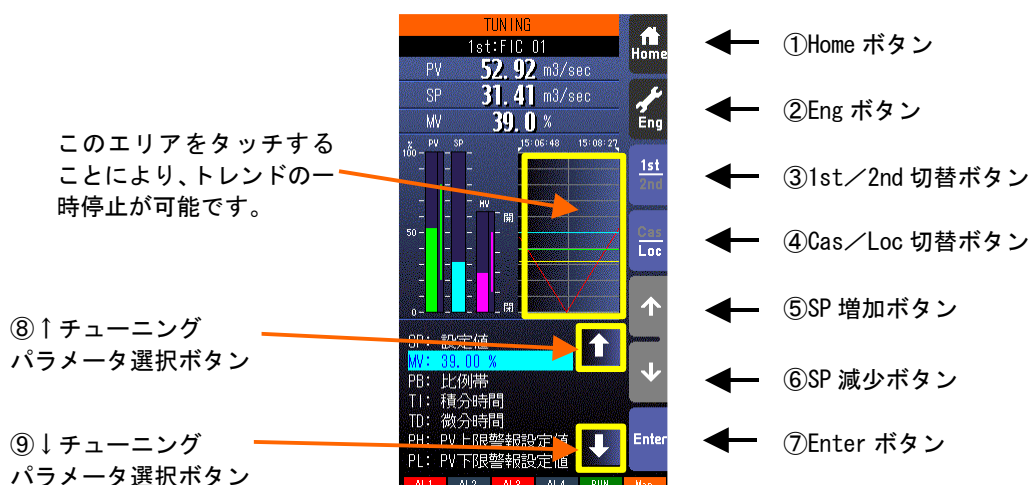 TUNING
1st:FIC 01
PV 52.92 m3/sec
SP 31.41 m3/sec
MV 39.0 %
% PV SP 15:06:48 15:08:27
100
MV
開
50
0
閉
SP: 設定値
MV: 39.00 %
PB: 比例帯
TI: 積分時間
TD: 微分時間
PH: PV上限警報設定値
PL: PV下限警報設定値
AL1 AL2 AL3 AL4 RUN Man
Home
Eng
1st
2nd
Cas
Loc
↑
↓
Enter
このエリアをタッチする
ことにより、トレンドの一
時停止が可能です。
⑧↑チューニング
パラメータ選択ボタン
⑨↓チューニング
パラメータ選択ボタン
①Home ボタン
②Eng ボタン
③1st／2nd 切替ボタン
④Cas／Loc 切替ボタン
⑤SP 増加ボタン
⑥SP 減少ボタン
⑦Enter ボタン